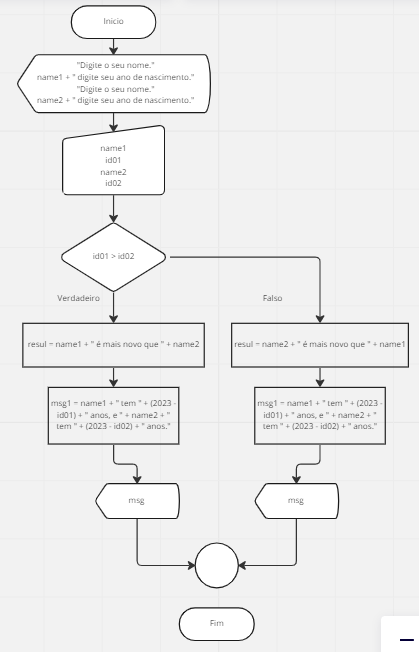 Inicio
"Digite o seu nome."
name1 + " digite seu ano de nascimento."
"Digite o seu nome."
name2 + " digite seu ano de nascimento."
name1
id01
name2
id02
id01 > id02
Verdadeiro
Falso
resul = name1 + " é mais novo que " + name2
resul = name2 + " é mais novo que " + name1
msg1 = name1 + " tem " + (2023 -
id01) + " anos, e " + name2 + "
tem " + (2023 - id02) + " anos."
msg1 = name1 + " tem " + (2023 -
id01) + " anos, e " + name2 + "
tem " + (2023 - id02) + " anos."
msg
msg
Fim